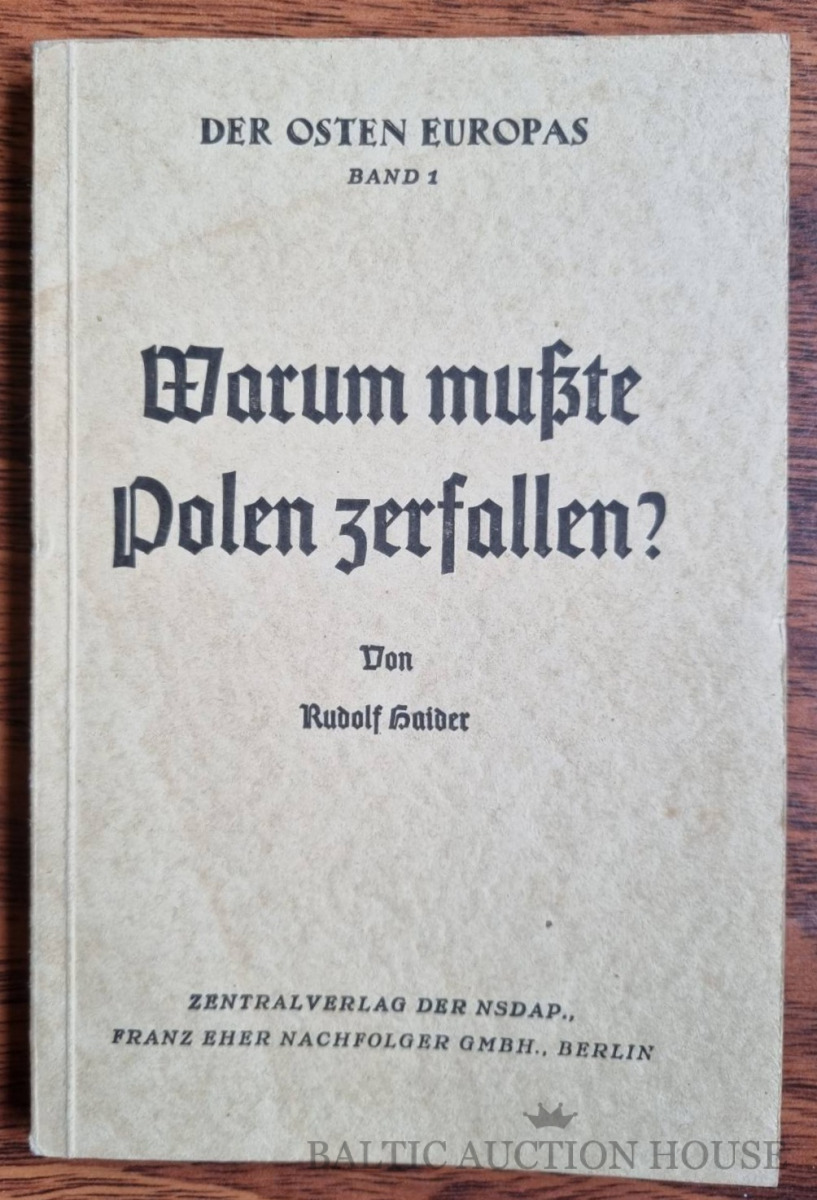 DER OSTEN EUROPAS
BAND 1
Warum mußte
Polen zerfallen?
Von
Rudolf Haider
ZENTRALVERLAG DER NSDAP.,
FRANZ EHER NACHFOLGER GMBH., BERLIN
BALTIC AUCTION HOUSE